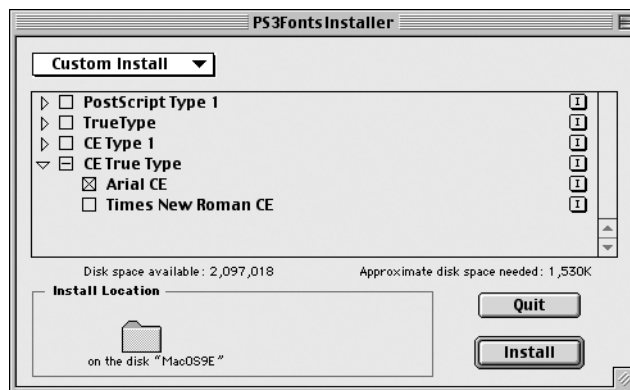 PS3FontsInstaller
Custom Install
PostScript Type 1
TrueType
CE Type 1
CE True Type
Arial CE
Times New Roman CE
Disk space available: 2,097,018 Approximate disk space needed: 1,530K
Install Location
on the disk "MacOS9E"
Quit
Install